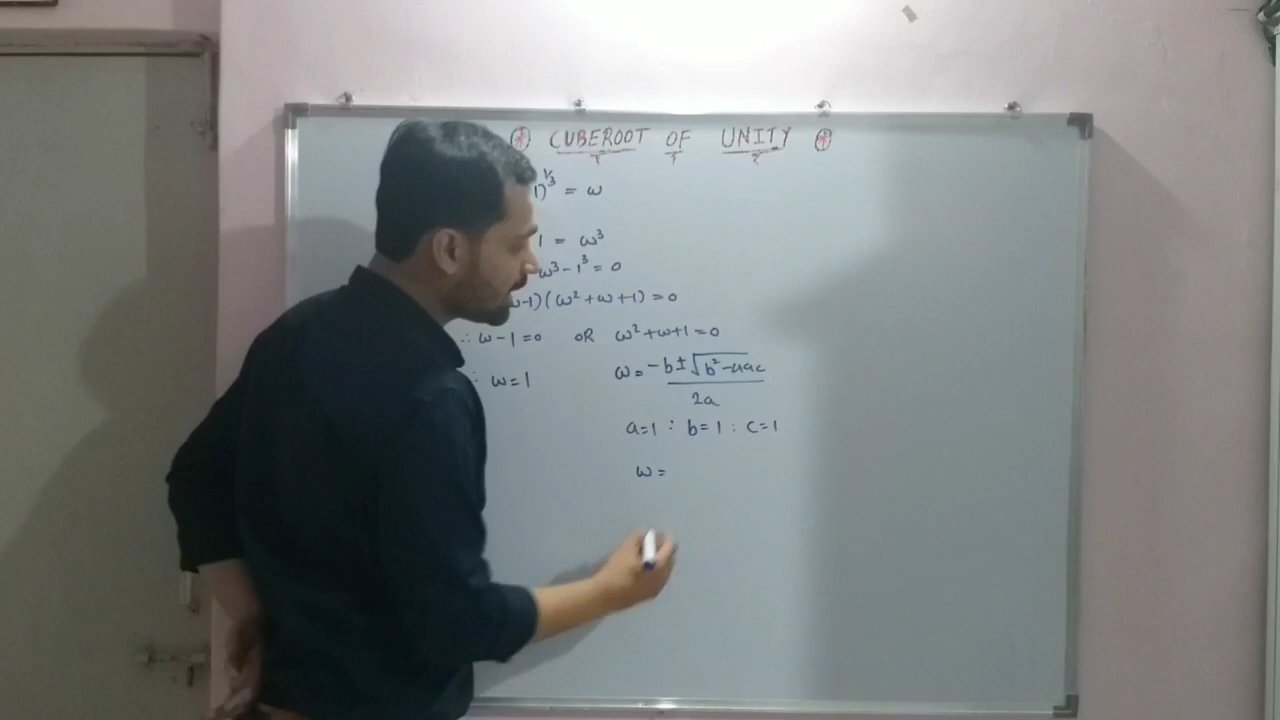 CUBEROOT OF UNITY
1)^{1/3} = ω
1 = ω³
ω³ - 1³ = 0
ω-1)(ω² + ω + 1) = 0
∴ ω - 1 = 0 OR ω² + ω + 1 = 0
∴ ω = 1 ω = -b ± √(b² - 4ac) / 2a
a = 1 : b = 1 : c = 1
ω =